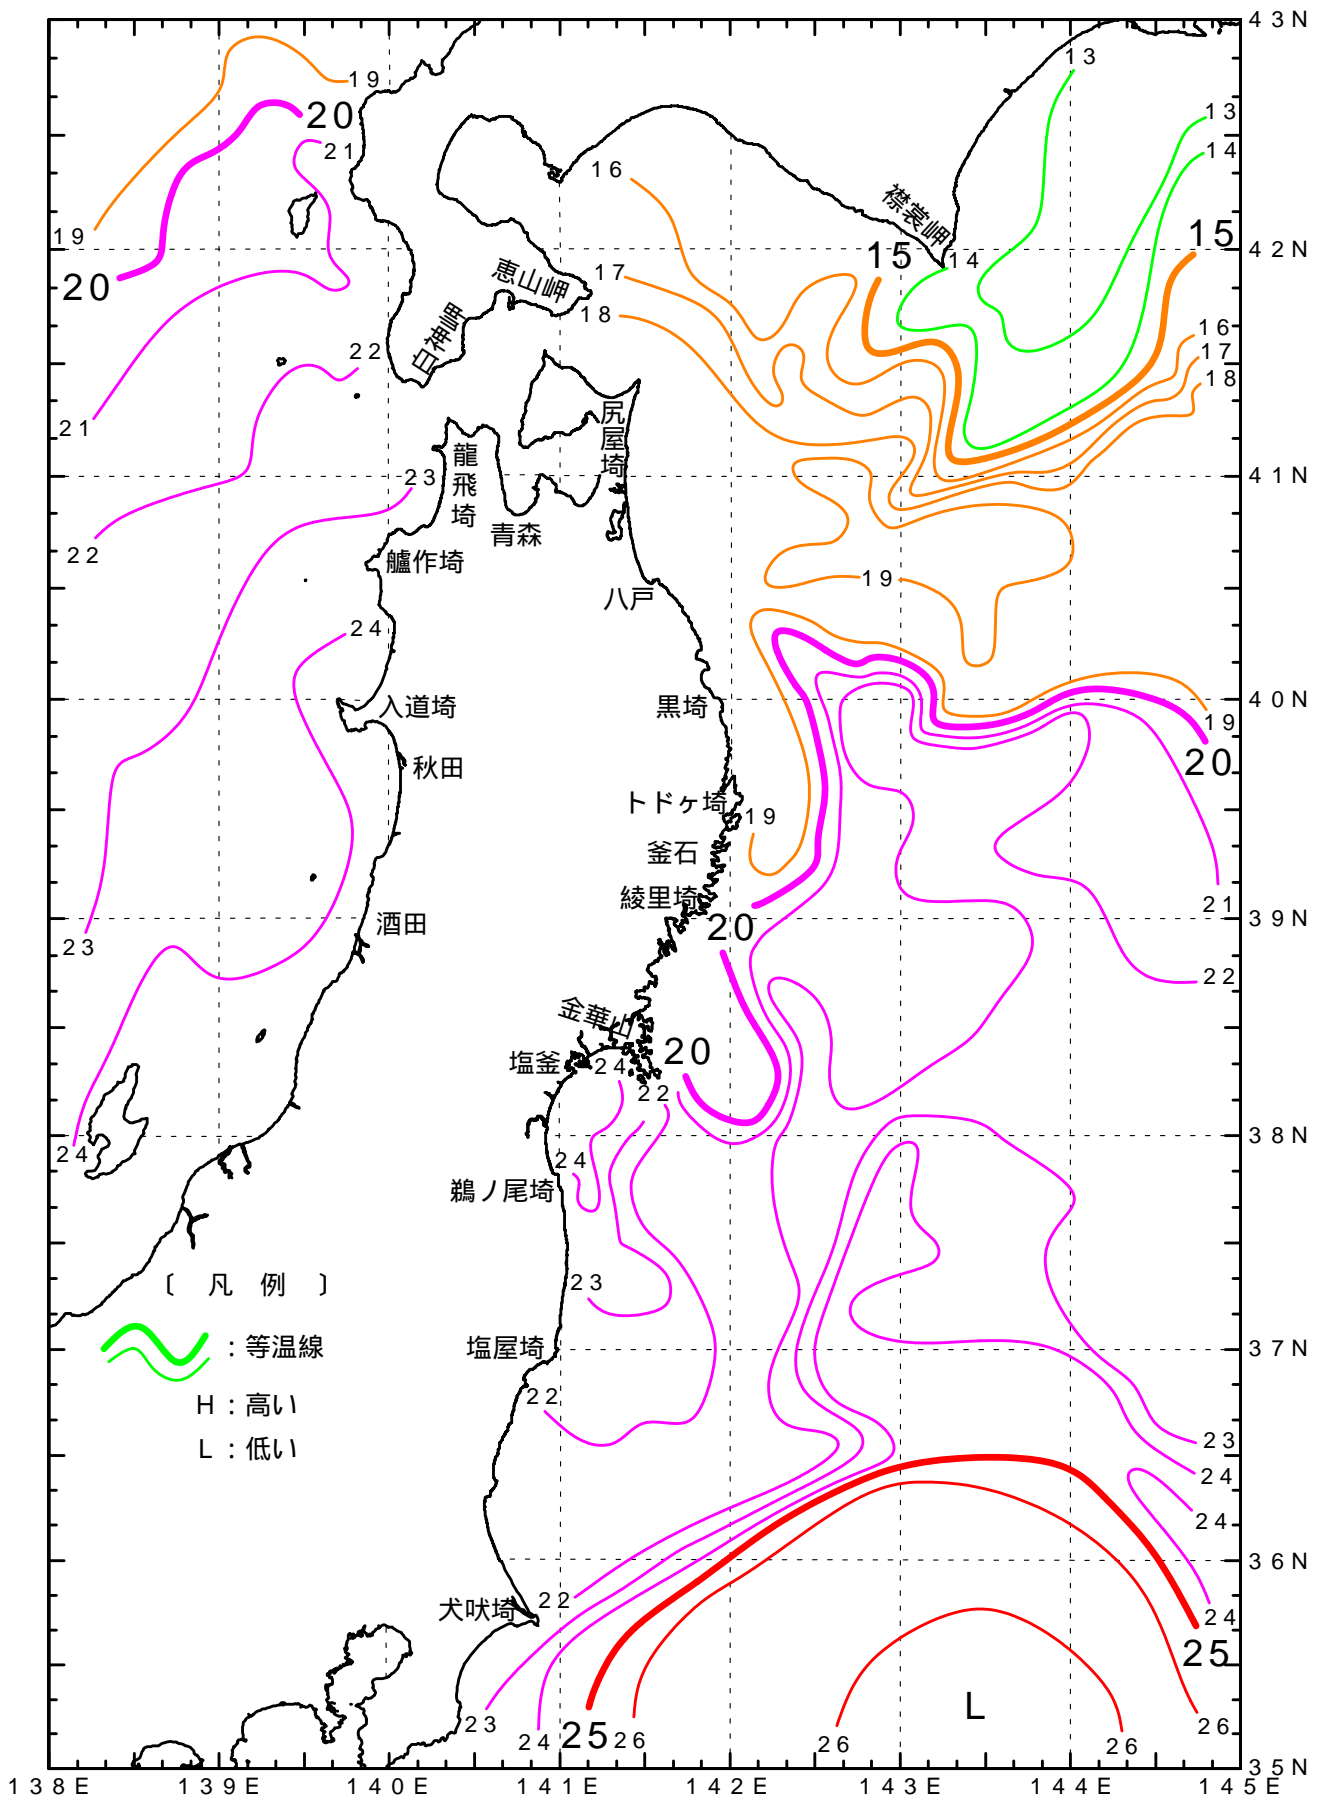 43N
19
13
20
13
21
14
16
襟裳岬
19
15
15
42N
14
恵山岬
17
20
18
白神岬
16
22
17
18
尻屋埼
21
龍飛埼
23
41N
青森
22
艫作埼
19
八戸
24
入道埼
黒埼
40N
19
秋田
20
トドヶ埼
19
釜石
綾里埼
21
酒田
39N
20
23
22
金華山
20
塩釜
24
22
38N
24
24
鵜ノ尾埼
〔 凡 例 〕
23
:等温線
塩屋埼
37N
H:高い
22
L:低い
23
24
24
36N
22
犬吠埼
24
25
L
23
25
24
26
26
26
26
35N
138E 139E 140E 141E 142E 143E 144E 145E